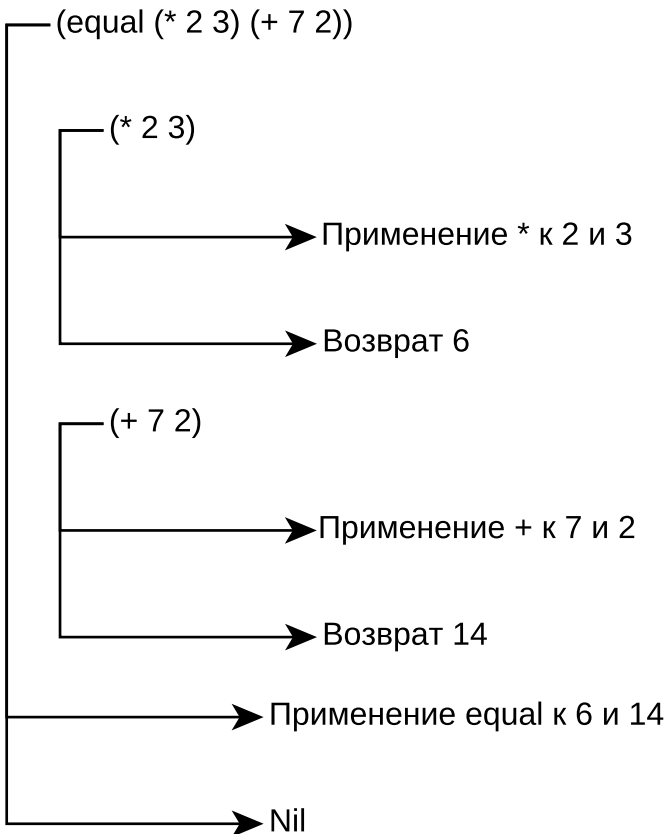 (equal (* 2 3) (+ 7 2))
(* 2 3)
Применение * к 2 и 3
Возврат 6
(+ 7 2)
Применение + к 7 и 2
Возврат 14
Применение equal к 6 и 14
Nil